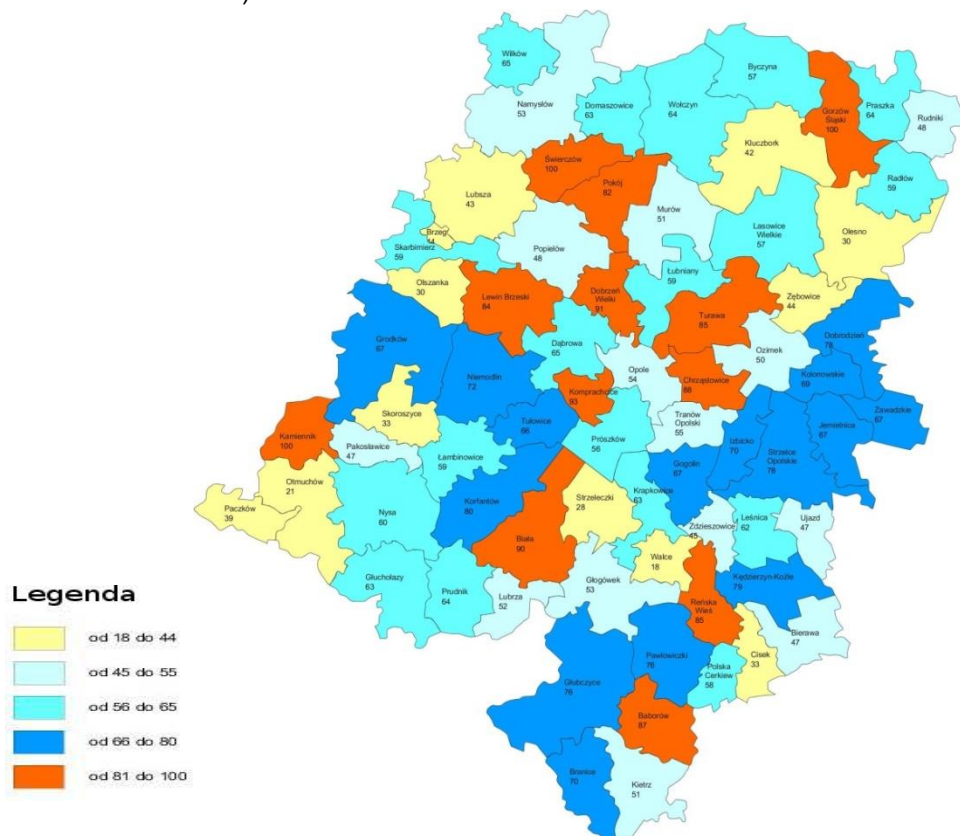 )
Wilków
65
Namysłów
53
Domaszowice
63
Wołczyn
64
Byczyna
57
Gorzów
Śląski
100
Praszka
64
Rudniki
48
Kluczbork
42
Radłów
59
Świerczów
100
Pokój
82
Lubsza
43
Murów
51
Lasowice
Wielkie
57
Olesno
30
Brzeg
Skarbimierz
59
Popielów
48
Olszanka
30
Lewin Brzeski
84
Dobrzeń
Wielki
91
Łubniany
59
Turawa
85
Zębowice
44
Dobrodzień
78
Grodków
67
Niemodlin
72
Dąbrowa
65
Opole
54
Ozimek
50
Chrząstowice
88
Kolonowskie
69
Komprachcice
93
Skoroszyce
33
Tułowice
66
Tranów
Opolski
55
Zawadzkie
67
Jemielnica
67
Kamiennik
100
Pakosławice
47
Łambinowice
59
Prószków
56
Izbicko
70
Strzelce
Opolskie
78
Gogolin
67
Otmuchów
21
Paczków
39
Nysa
60
Korfantów
80
Strzeleczki
28
Krapkowice
63
Zdzieszowice
45
Leśnica
62
Ujazd
47
Biała
90
Walce
18
Głuchołazy
63
Prudnik
64
Lubrza
52
Głogówek
53
Kędzierzyn-Koźle
79
Reńska
Wieś
85
Bierawa
47
Cisek
33
Pawłowiczki
76
Polska
Cerkiew
58
Głubczyce
76
Baborów
87
Branice
70
Kietrz
51
Legenda
od 18 do 44
od 45 do 55
od 56 do 65
od 66 do 80
od 81 do 100